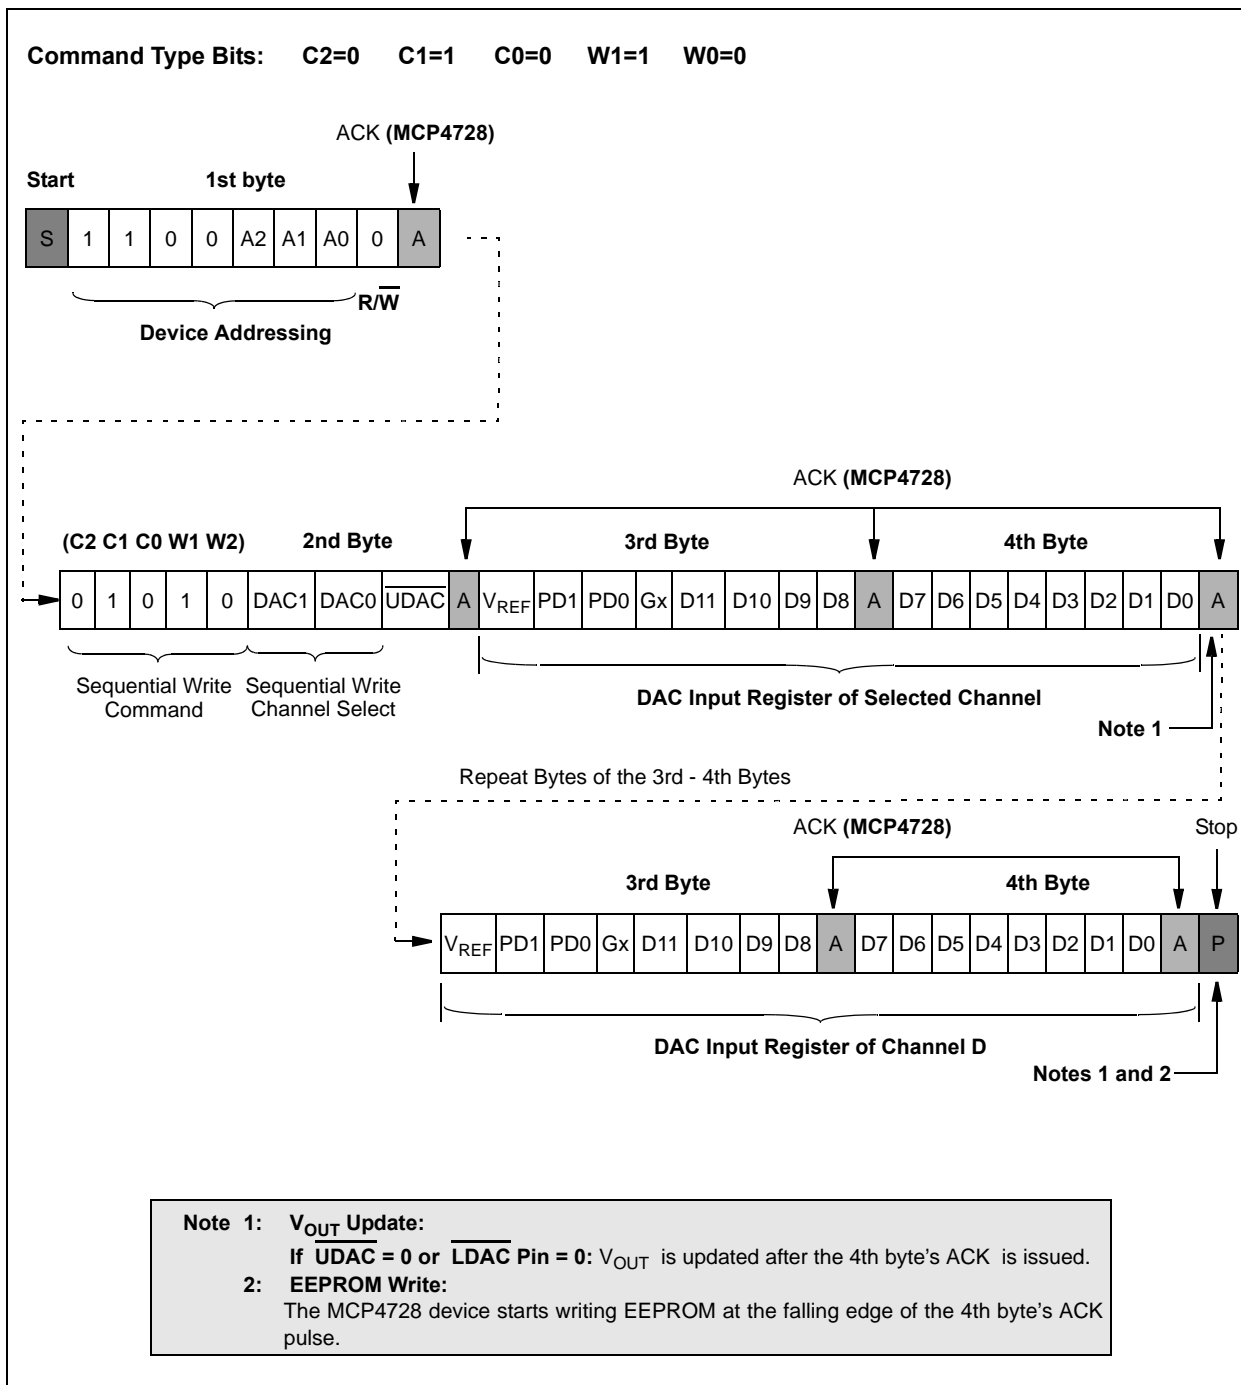 Command Type Bits: C2=0 C1=1 C0=0 W1=1 W0=0
ACK (MCP4728)
Start 1st byte
S 1 1 0 0 A2 A1 A0 0 A
R/W
Device Addressing
ACK (MCP4728)
(C2 C1 C0 W1 W2) 2nd Byte 3rd Byte 4th Byte
0 1 0 1 0 DAC1 DAC0 UDAC A VREF PD1 PD0 Gx D11 D10 D9 D8 A D7 D6 D5 D4 D3 D2 D1 D0 A
Sequential Write Sequential Write
Command Channel Select
DAC Input Register of Selected Channel
Note 1
Repeat Bytes of the 3rd - 4th Bytes
ACK (MCP4728) Stop
3rd Byte 4th Byte
VREF PD1 PD0 Gx D11 D10 D9 D8 A D7 D6 D5 D4 D3 D2 D1 D0 A P
DAC Input Register of Channel D
Notes 1 and 2
Note 1: VOUT Update:
If UDAC = 0 or LDAC Pin = 0: VOUT is updated after the 4th byte's ACK is issued.
2: EEPROM Write:
The MCP4728 device starts writing EEPROM at the falling edge of the 4th byte's ACK
pulse.